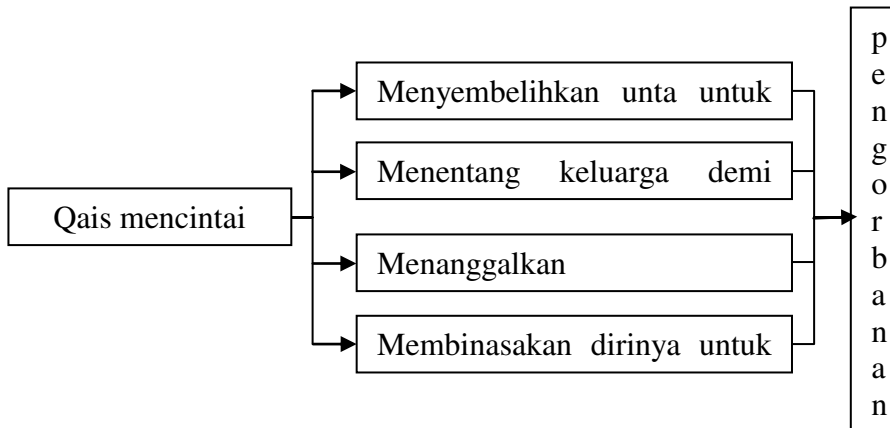 Qais mencintai
Menyembelihkan unta untuk
Menentang keluarga demi
Menanggalkan
Membinasakan dirinya untuk
p
e
n
g
o
r
b
a
n
a
n